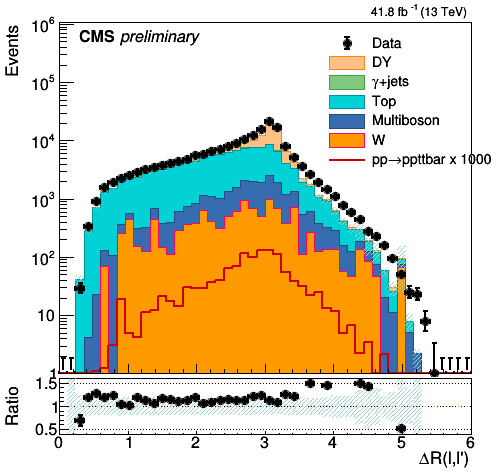 41.8 fb⁻¹ (13 TeV)
CMS preliminary
Events
10⁶
10⁵
10⁴
10³
10²
10
1
Data
DY
γ+jets
Top
Multiboson
W
pp→ppttbar x 1000
Ratio
1.5
1
0.5
0 1 2 3 4 5 6
ΔR(l,l')